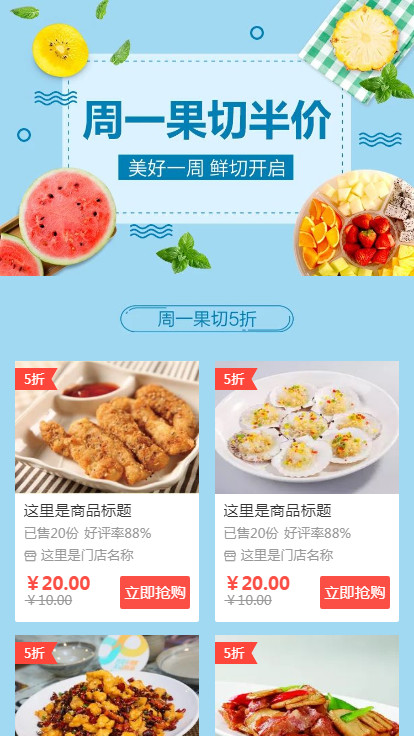 周一果切半价
美好一周 鲜切开启
周一果切5折
5折
5折
这里是商品标题
这里是商品标题
已售20份 好评率88%
已售20份 好评率88%
这里是门店名称
这里是门店名称
￥20.00
￥10.00
立即抢购
￥20.00
￥10.00
立即抢购
5折
5折